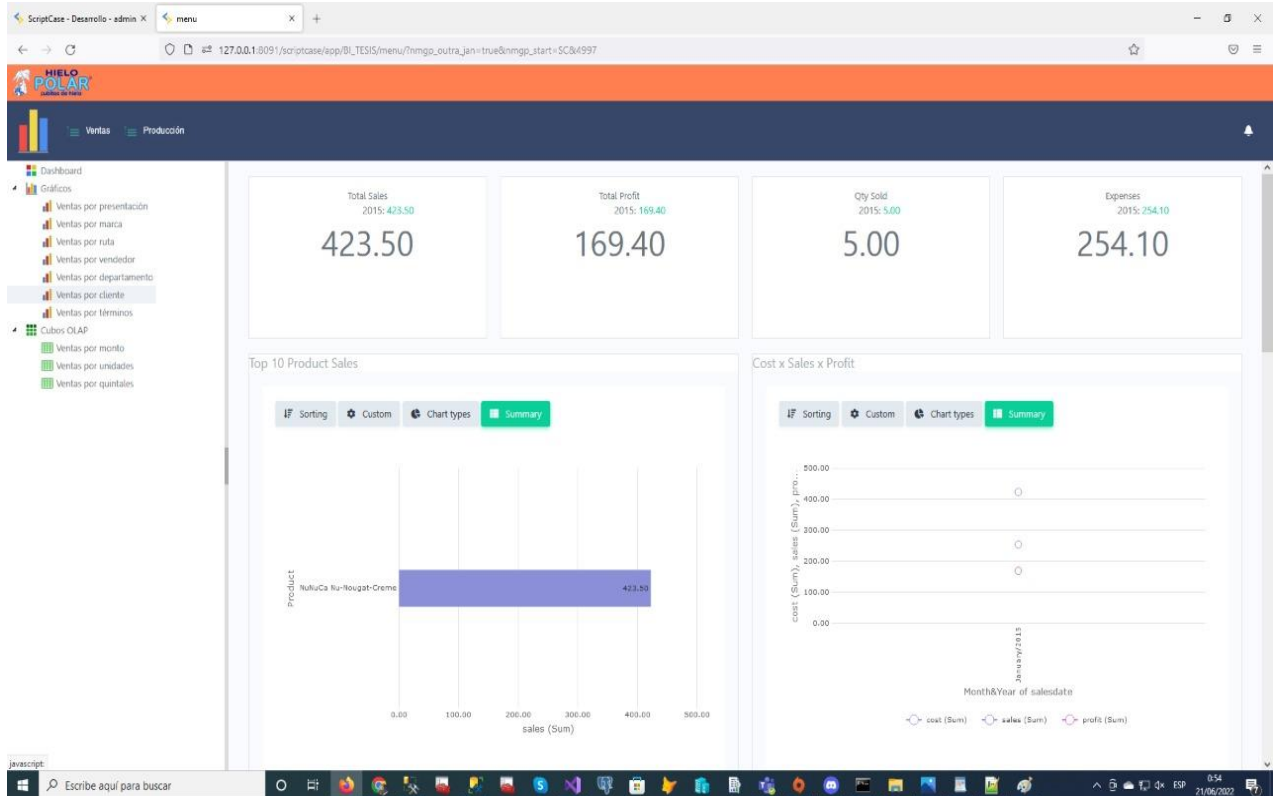 ScriptCase - Desarrollo - admin
menu
127.0.0.1:8091/scriptcase/app/BI_TESIS/menu/?nmgp_outra_jan=true&nmgp_start=SC&4997
HIELO
POLAR
Ventas
Producción
Dashboard
Gráficos
Ventas por presentación
Ventas por marca
Ventas por ruta
Ventas por vendedor
Ventas por departamento
Ventas por cliente
Ventas por términos
Cubos OLAP
Ventas por monto
Ventas por unidades
Ventas por quintales
Total Sales
2015: 423.50
423.50
Total Profit
2015: 169.40
169.40
Qty Sold
2015: 5.00
5.00
Expenses
2015: 254.10
254.10
Top 10 Product Sales
Sorting Custom Chart types Summary
Product
NuNuCa Nu-Nougat-Creme
423.50
0.00 100.00 200.00 300.00 400.00 500.00
sales (Sum)
Cost x Sales x Profit
Sorting Custom Chart types Summary
cost (Sum), sales (Sum), pro...
500.00
400.00
300.00
200.00
100.00
0.00
January/2015
Month&Year of salesdate
cost (Sum) sales (Sum) profit (Sum)
javascript:
Escribe aquí para buscar
ESP
0:54
21/06/2022